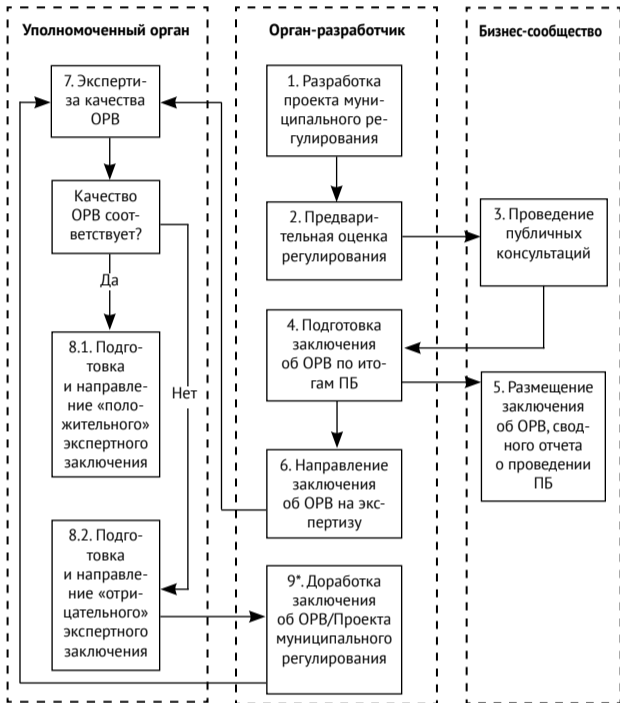 Уполномоченный орган
7. Эксперти-
за качества
ОРВ
Качество
ОРВ соот-
ветствует?
Да
Нет
8.1. Подго-
товка
и направле-
ние «поло-
жительного»
экспертного
заключения
8.2. Подго-
товка
и направле-
ние «отри-
цательного»
экспертного
заключения
Орган-разработчик
1. Разработка
проекта муни-
ципального ре-
гулирования
2. Предвари-
тельная оценка
регулирования
4. Подготовка
заключения
об ОРВ по ито-
гам ПБ
6. Направление
заключения
об ОРВ на экс-
пертизу
9*. Доработка
заключения
об ОРВ/Проекта
муниципального
регулирования
Бизнес-сообщество
3. Проведение
публичных
консультаций
5. Размещение
заключения
об ОРВ, свод-
ного отчета
о проведении
ПБ